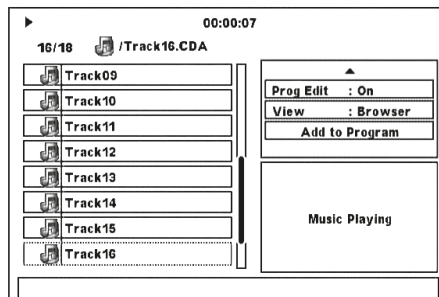 00:00:07
16/18 /Track16.CDA
Track09
Track10
Track11
Track12
Track13
Track14
Track15
Track16
Prog Edit : On
View : Browser
Add to Program
Music Playing